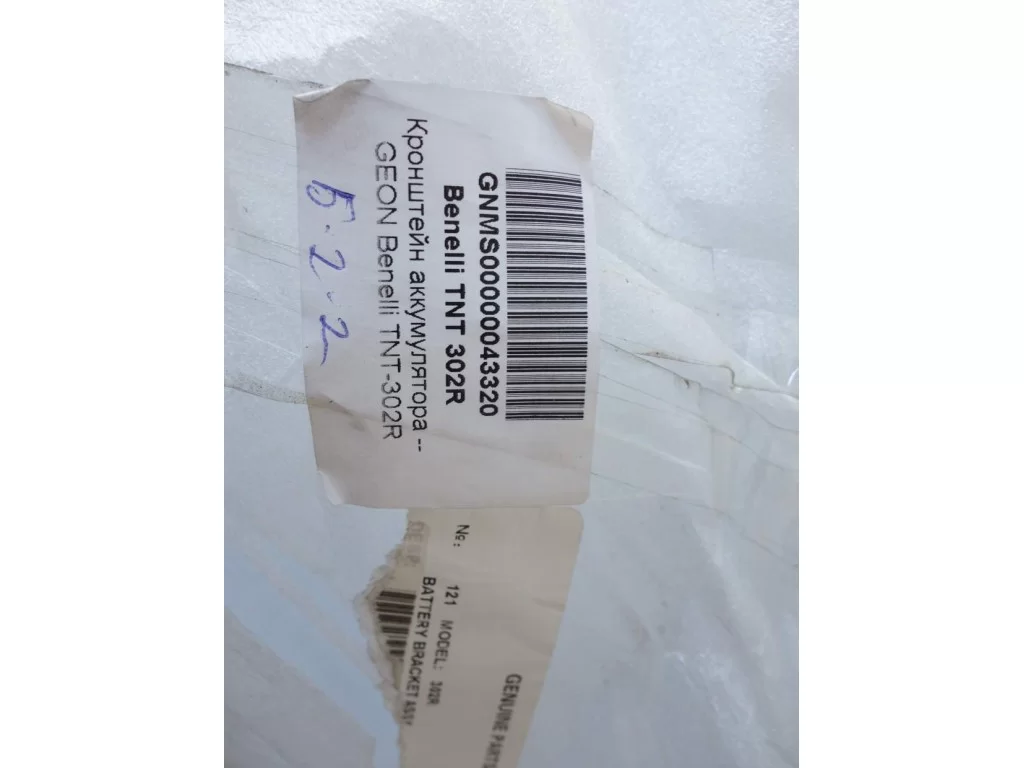 GNMS00000043320
Benelli TNT 302R
Кронштейн аккумулятора --
GEON Benelli TNT-302R
Б-2-2
GENUINE PARTS
№: 121 MODEL: 302R
BATTERY BRACKET ASSY